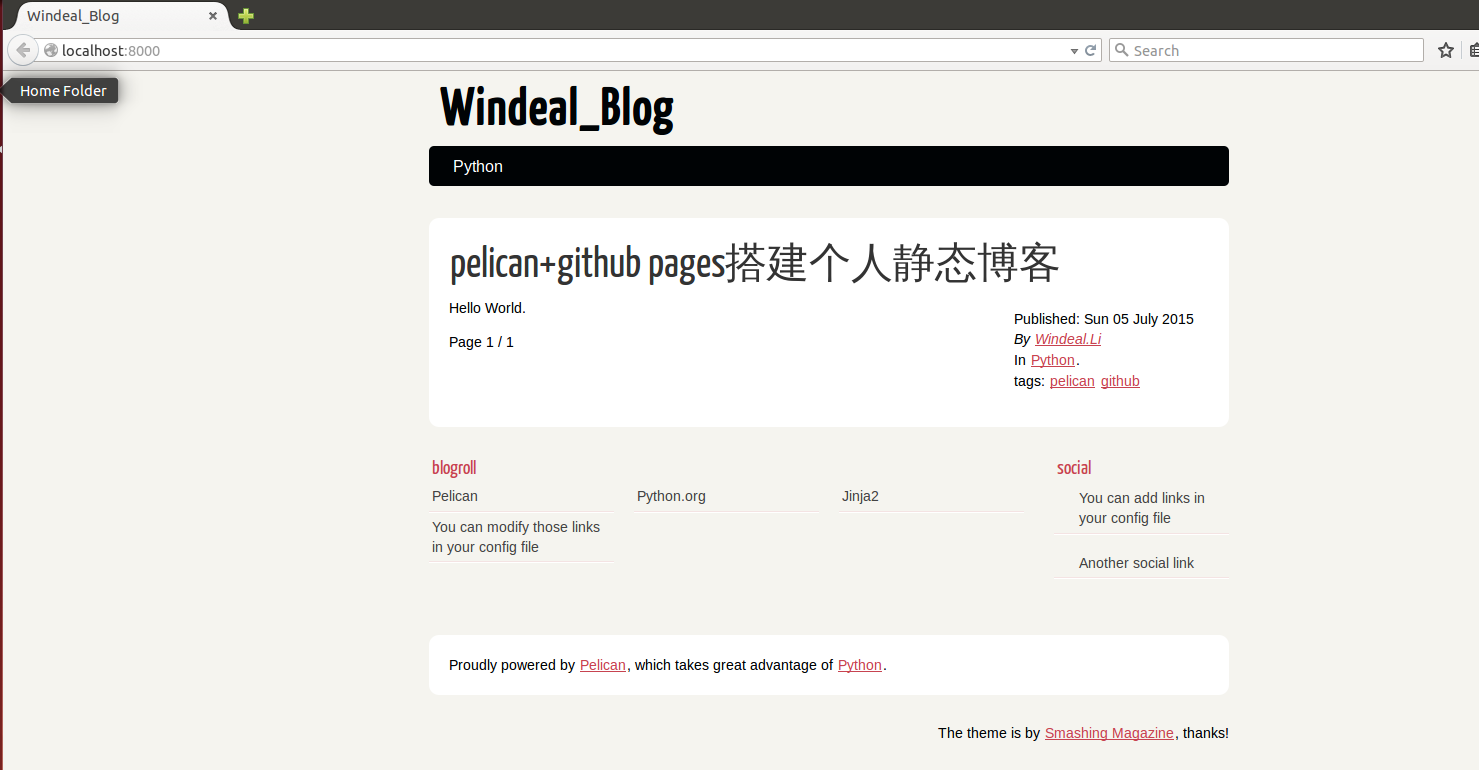 Windeal_Blog
localhost:8000
Search
Home Folder
Windeal_Blog
Python
pelican+github pages搭建个人静态博客
Hello World.
Page 1 / 1
Published: Sun 05 July 2015
By Windeal.Li
In Python.
tags: pelican github
blogroll
Pelican
Python.org
Jinja2
You can modify those links
in your config file
social
You can add links in
your config file
Another social link
Proudly powered by Pelican, which takes great advantage of Python.
The theme is by Smashing Magazine, thanks!